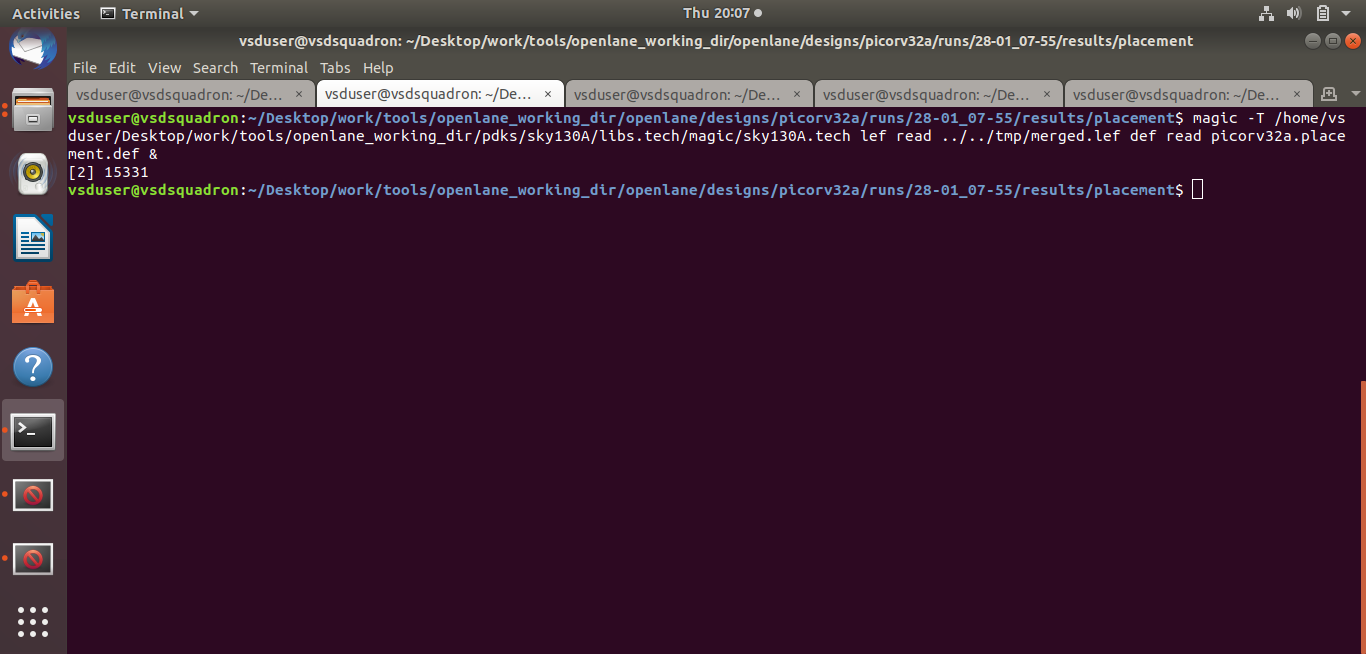 Activities Terminal Thu 20:07
vsduser@vsdsquadron: ~/Desktop/work/tools/openlane_working_dir/openlane/designs/picorv32a/runs/28-01_07-55/results/placement
File Edit View Search Terminal Tabs Help
vsduser@vsdsquadron: ~/De... × vsduser@vsdsquadron: ~/De... × vsduser@vsdsquadron: ~/De... × vsduser@vsdsquadron: ~/De... × vsduser@vsdsquadron: ~/De... ×
vsduser@vsdsquadron:~/Desktop/work/tools/openlane_working_dir/openlane/designs/picorv32a/runs/28-01_07-55/results/placement$ magic -T /home/vs
duser/Desktop/work/tools/openlane_working_dir/pdks/sky130A/libs.tech/magic/sky130A.tech lef read ../../tmp/merged.lef def read picorv32a.place
ment.def &
[2] 15331
vsduser@vsdsquadron:~/Desktop/work/tools/openlane_working_dir/openlane/designs/picorv32a/runs/28-01_07-55/results/placement$